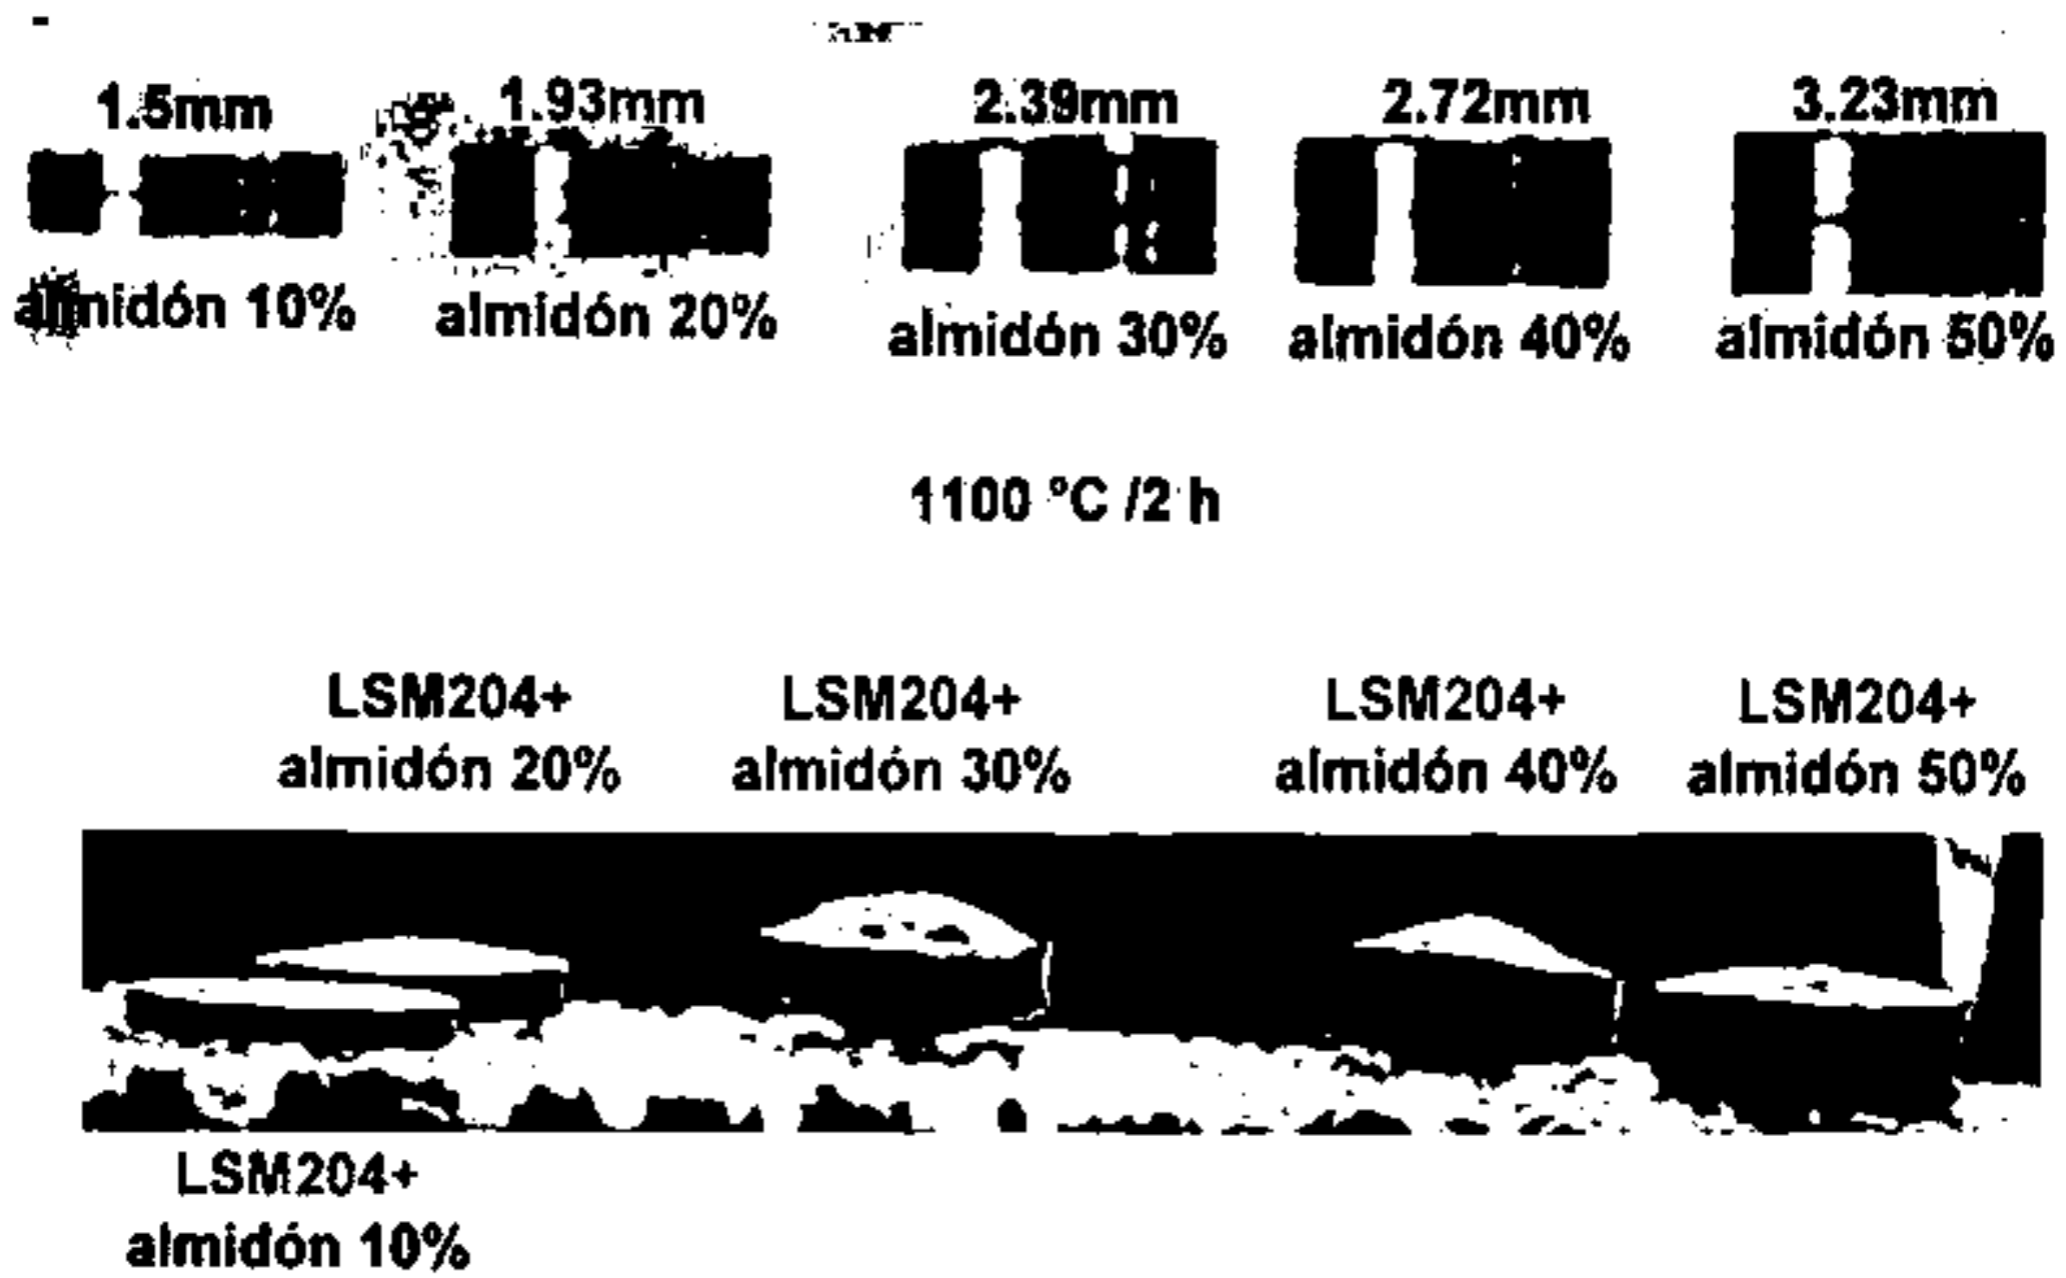 1.5mm
1.93mm
2.39mm
2.72mm
3.23mm
almidón 10%
almidón 20%
almidón 30%
almidón 40%
almidón 50%
1100 °C /2 h
LSM204+
almidón 20%
LSM204+
almidón 30%
LSM204+
almidón 40%
LSM204+
almidón 50%
LSM204+
almidón 10%